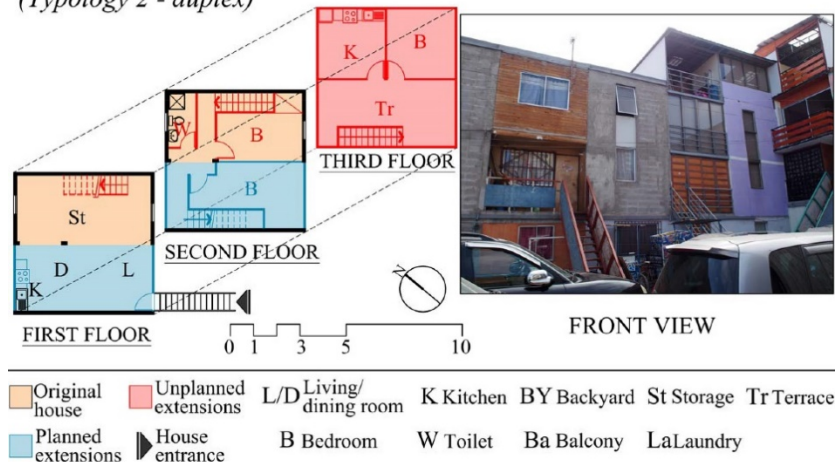 (Typology 2 - duplex)
K
B
Tr
THIRD FLOOR
W
B
B
SECOND FLOOR
St
D
L
K
FIRST FLOOR
N
0 1 3 5 10
FRONT VIEW
Original house
Unplanned extensions
L/D Living/ dining room
K Kitchen
BY Backyard
St Storage
Tr Terrace
Planned extensions
House entrance
B Bedroom
W Toilet
Ba Balcony
La Laundry